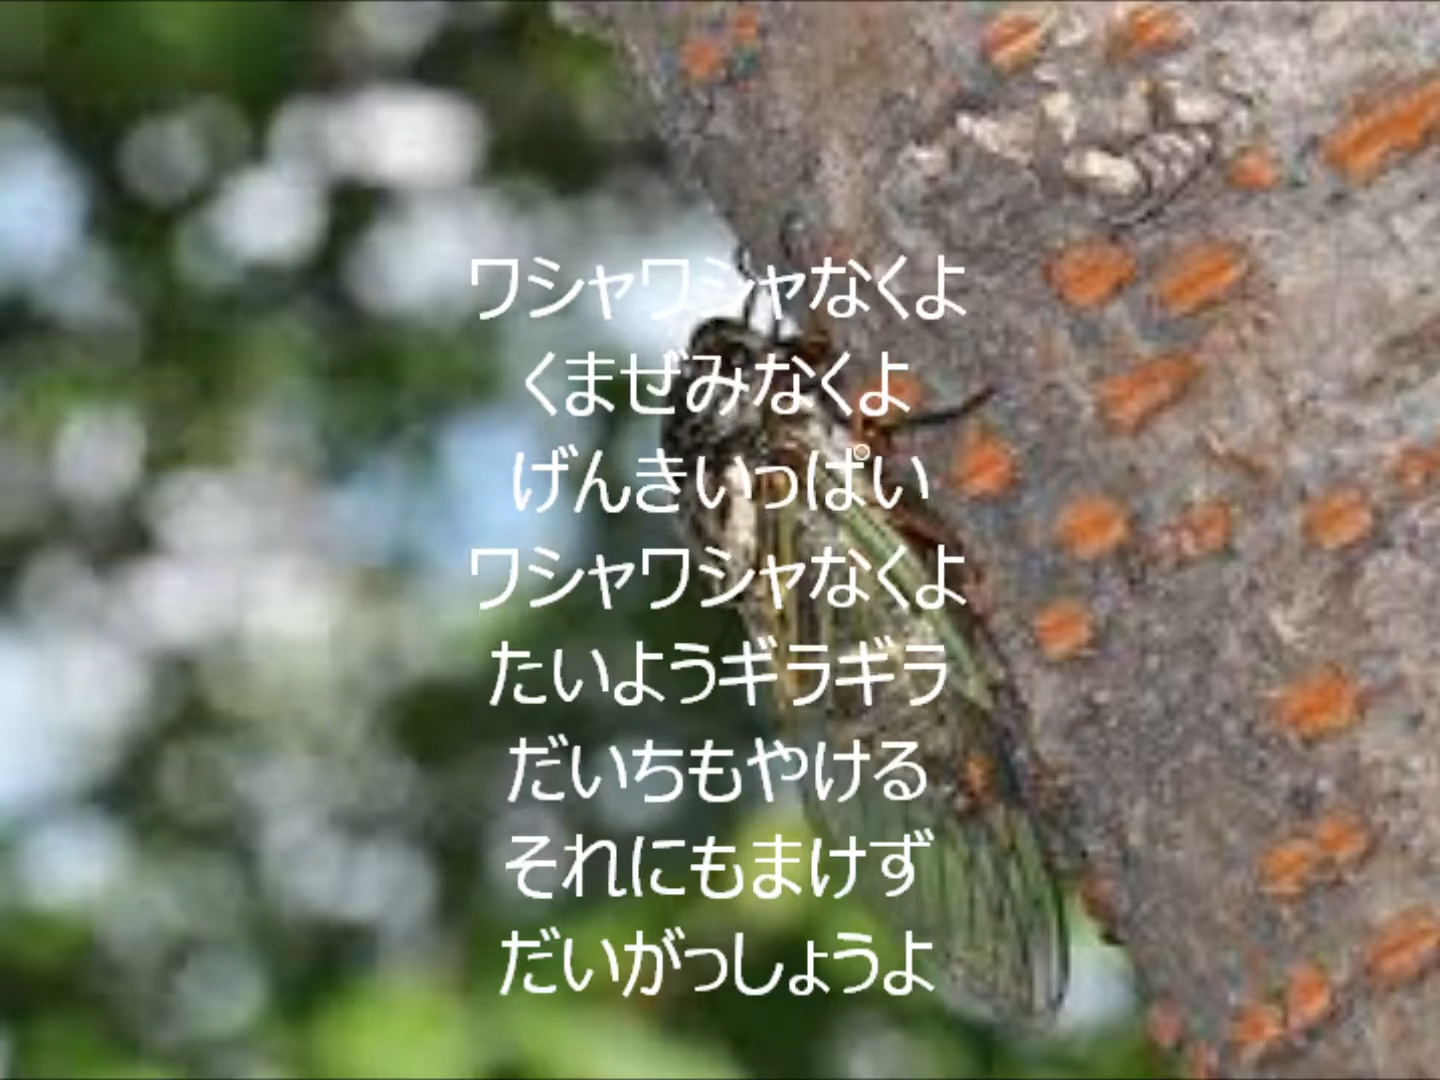 ワシャワシャなくよ
くまぜみなくよ
げんきいっぱい
ワシャワシャなくよ
たいようギラギラ
だいちもやける
それにもまけず
だいがっしょうよ